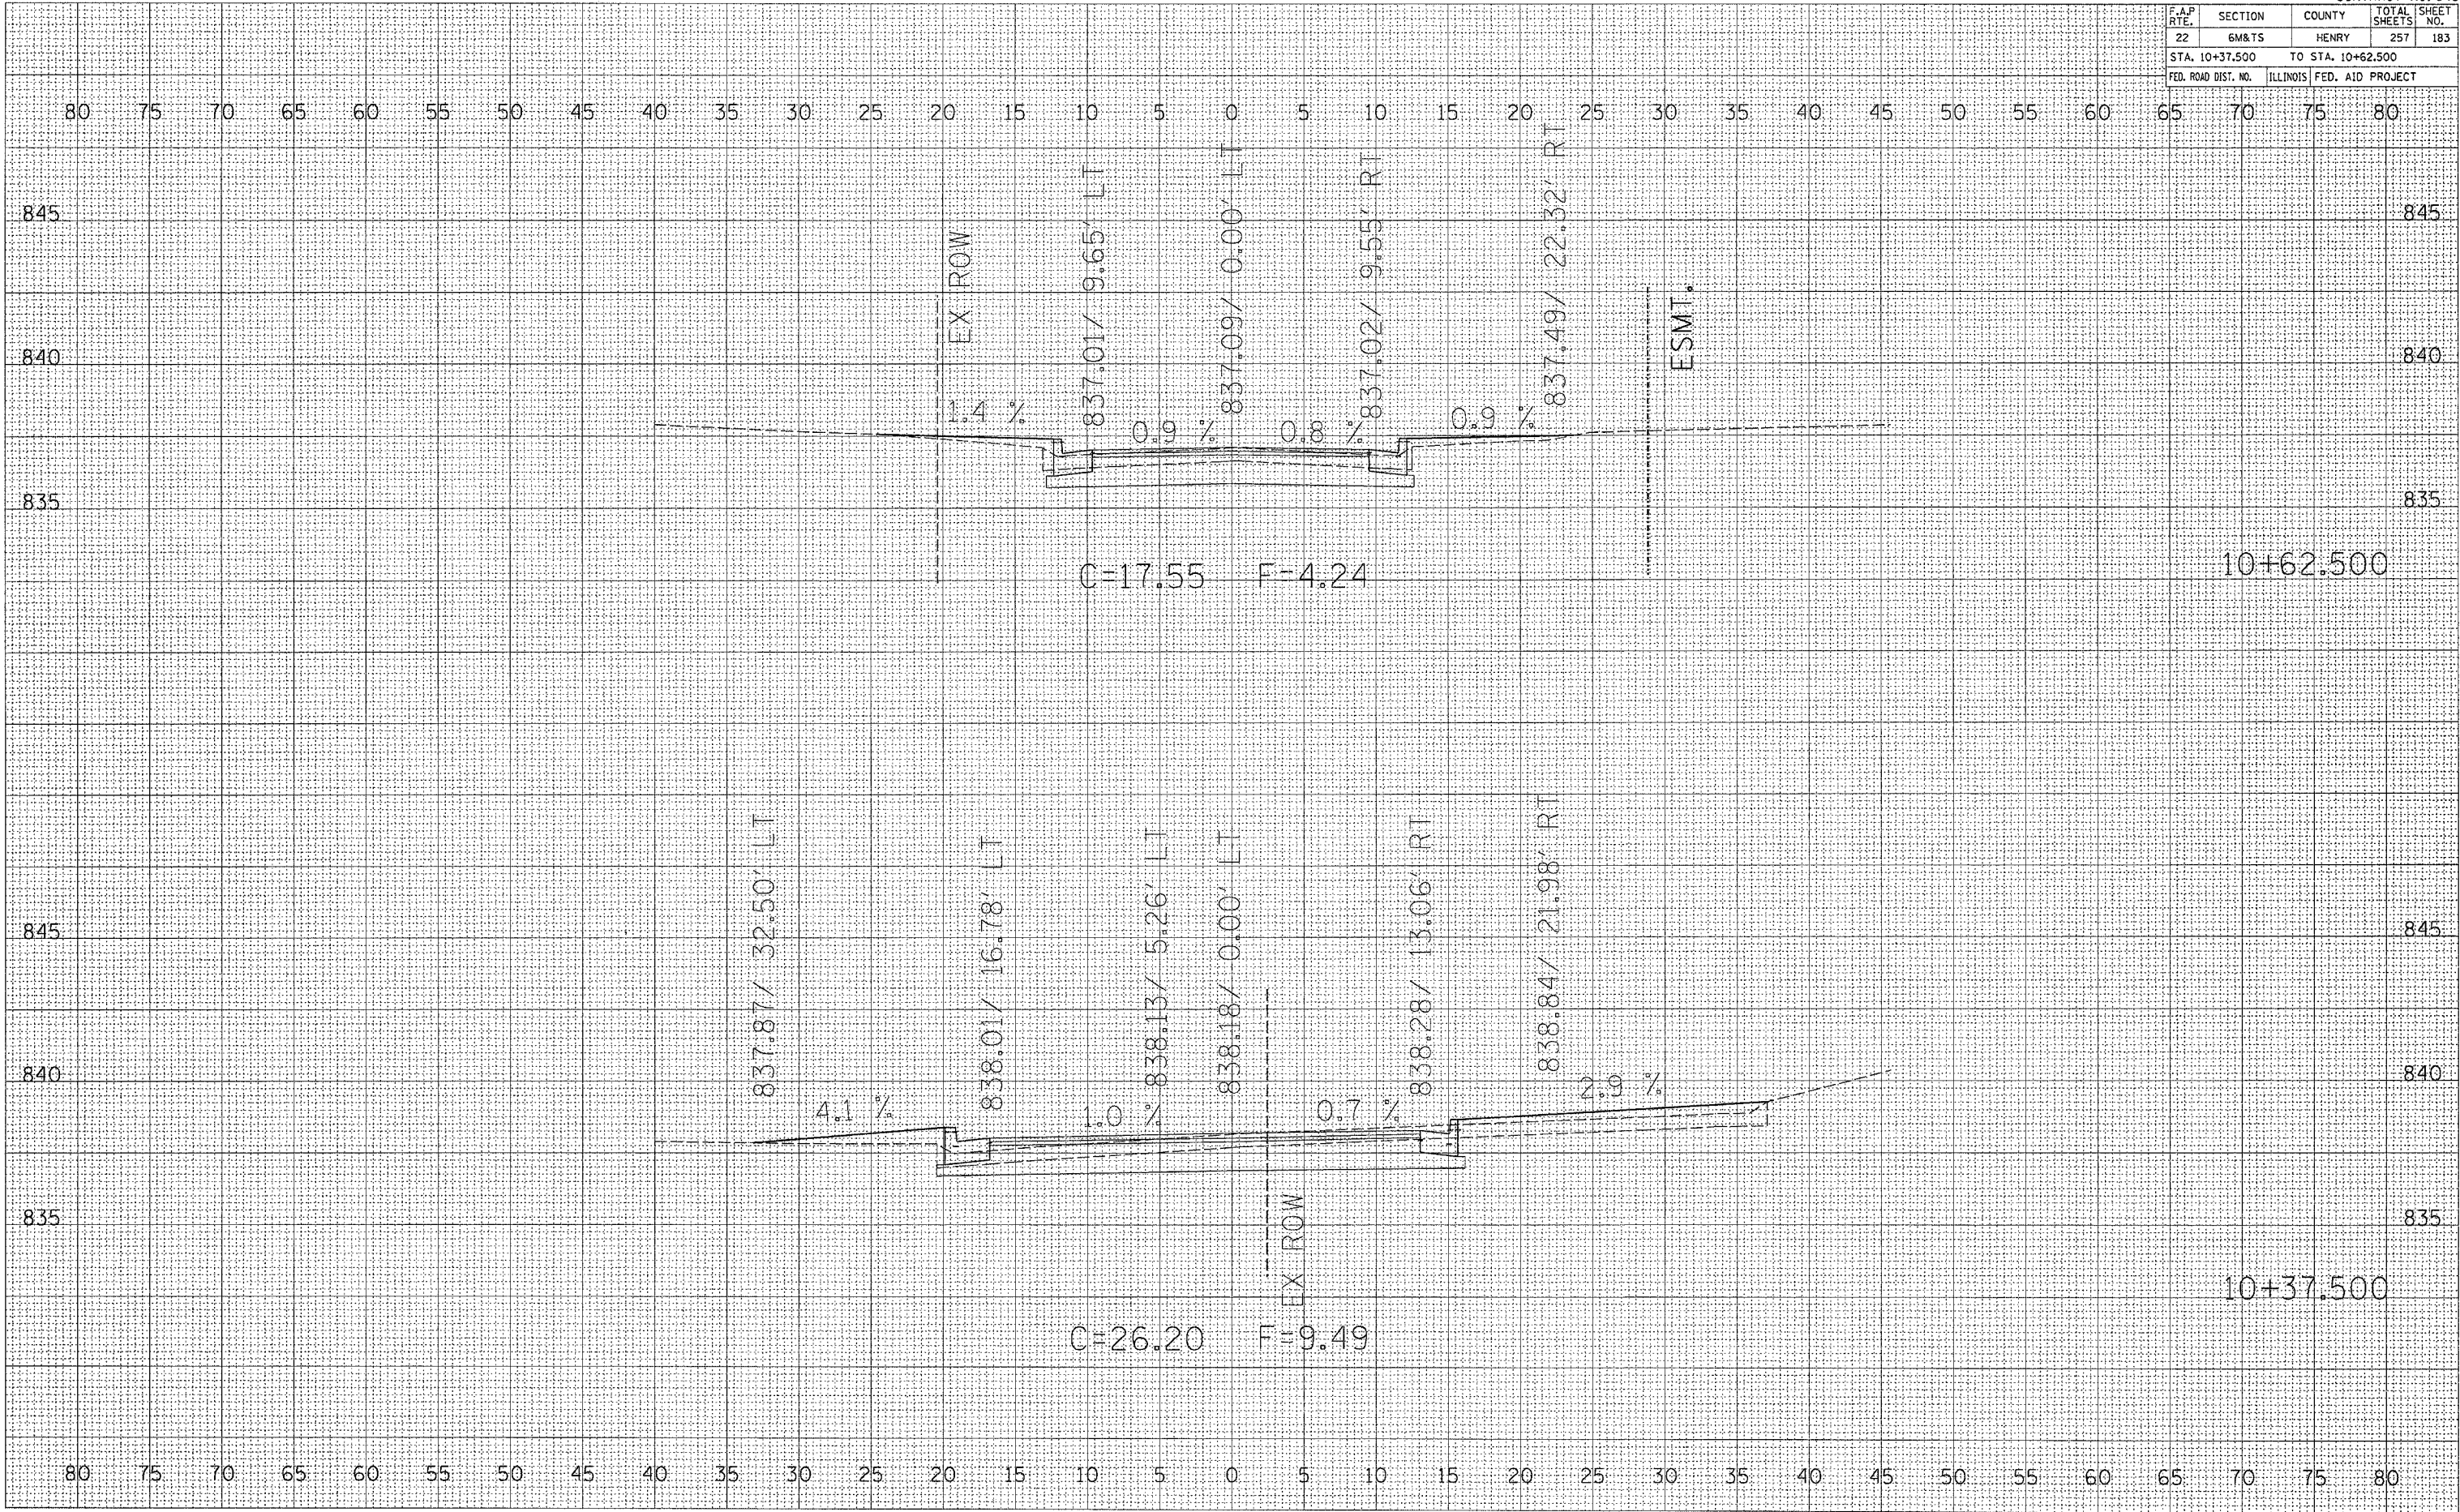 F.A.P RTE. SECTION COUNTY TOTAL SHEETS SHEET NO.
22 6M&TS HENRY 257 183
STA. 10+37.500 TO STA. 10+62.500
FED. ROAD DIST. NO. ILLINOIS FED. AID PROJECT
80 75 70 65 60 55 50 45 40 35 30 25 20 15 10 5 0 5 10 15 20 25 30 35 40 45 50 55 60 65 70 75 80
845 845
840 840
835 835
EX ROW
837.01/ 9.65' LT
837.09/ 0.00' LT
837.02/ 9.55' RT
837.49/ 22.32' RT
ESMT.
1.4 % 0.9 % 0.8 % 0.9 %
10+62.500
C=17.55 F=4.24
837.87/ 32.50' LT
838.01/ 16.78' LT
838.13/ 5.26' LT
838.18/ 0.00' LT
838.28/ 13.06' RT
838.84/ 21.98' RT
845 845
840 840
4.1 % 1.0 % 0.7 % 2.9 %
835 835
EX ROW
10+37.500
C=26.20 F=9.49
80 75 70 65 60 55 50 45 40 35 30 25 20 15 10 5 0 5 10 15 20 25 30 35 40 45 50 55 60 65 70 75 80